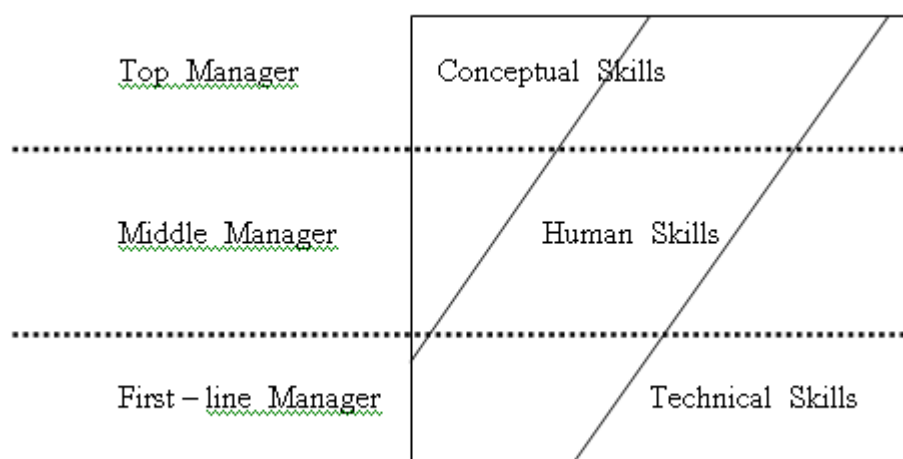 Top Manager
Conceptual Skills
Middle Manager
Human Skills
First-line Manager
Technical Skills